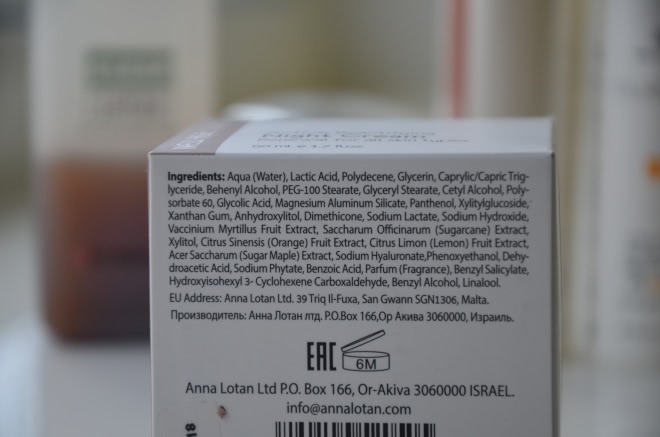 Night Cream
Ingredients: Aqua (Water), Lactic Acid, Polydecene, Glycerin, Caprylic/Capric Trig-
lyceride, Behenyl Alcohol, PEG-100 Stearate, Glyceryl Stearate, Cetyl Alcohol, Poly-
sorbate 60, Glycolic Acid, Magnesium Aluminum Silicate, Panthenol, Xylitylglucoside,
Xanthan Gum, Anhydroxylitol, Dimethicone, Sodium Lactate, Sodium Hydroxide,
Vaccinium Myrtillus Fruit Extract, Saccharum Officinarum (Sugarcane) Extract,
Xylitol, Citrus Sinensis (Orange) Fruit Extract, Citrus Limon (Lemon) Fruit Extract,
Acer Saccharum (Sugar Maple) Extract, Sodium Hyaluronate,Phenoxyethanol, Dehy-
droacetic Acid, Sodium Phytate, Benzoic Acid, Parfum (Fragrance), Benzyl Salicylate,
Hydroxyisohexyl 3- Cyclohexene Carboxaldehyde, Benzyl Alcohol, Linalool.
EU Address: Anna Lotan Ltd. 39 Triq Il-Fuxa, San Gwann SGN1306, Malta.
Производитель: Анна Лотан лтд. P.O.Box 166,Ор Акива 3060000, Израиль.
EAC 6M
Anna Lotan Ltd P.O. Box 166, Or-Akiva 3060000 ISRAEL.
info@annalotan.com